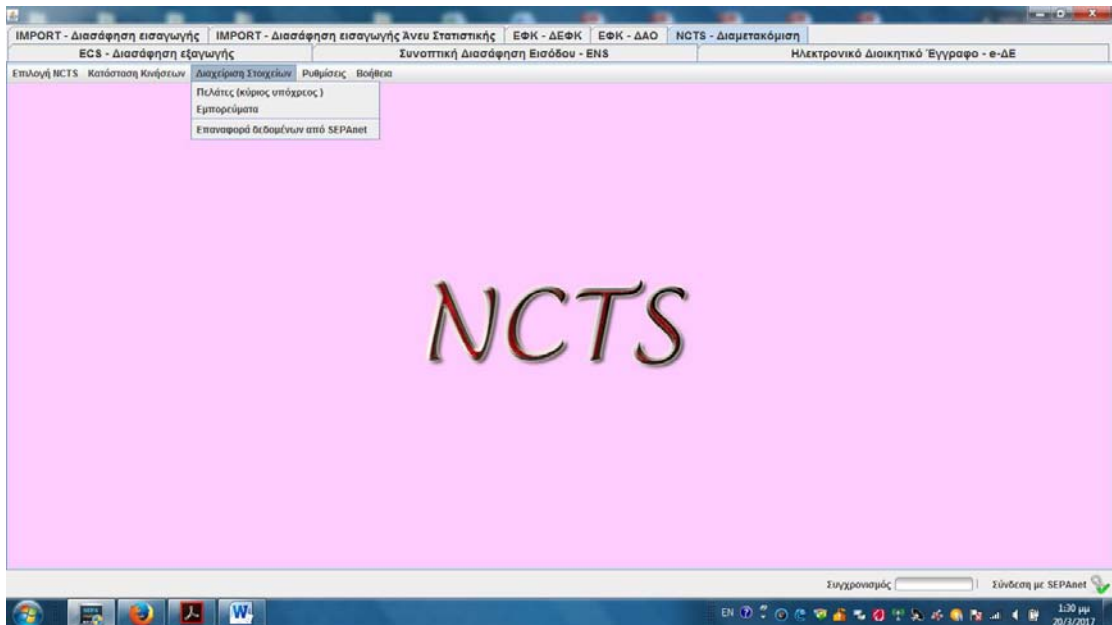 IMPORT - Διασάφηση εισαγωγής IMPORT - Διασάφηση εισαγωγής Άνευ Στατιστικής ΕΦΚ - ΔΕΦΚ ΕΦΚ - ΔΑΟ NCTS - Διαμετακόμιση
ECS - Διασάφηση εξαγωγής Συνοπτική Διασάφηση Εισόδου - ENS Ηλεκτρονικό Διοικητικό Έγγραφο - e-ΔΕ
Επιλογή NCTS Κατάσταση Κινήσεων Διαχείριση Στοιχείων Ρυθμίσεις Βοήθεια
Πελάτες (κύριος υπόχρεος )
Εμπορεύματα
Επαναφορά δεδομένων από SEPAnet
NCTS
Συγχρονισμός Σύνδεση με SEPAnet
W
EN
1:30 μμ
20/3/2017